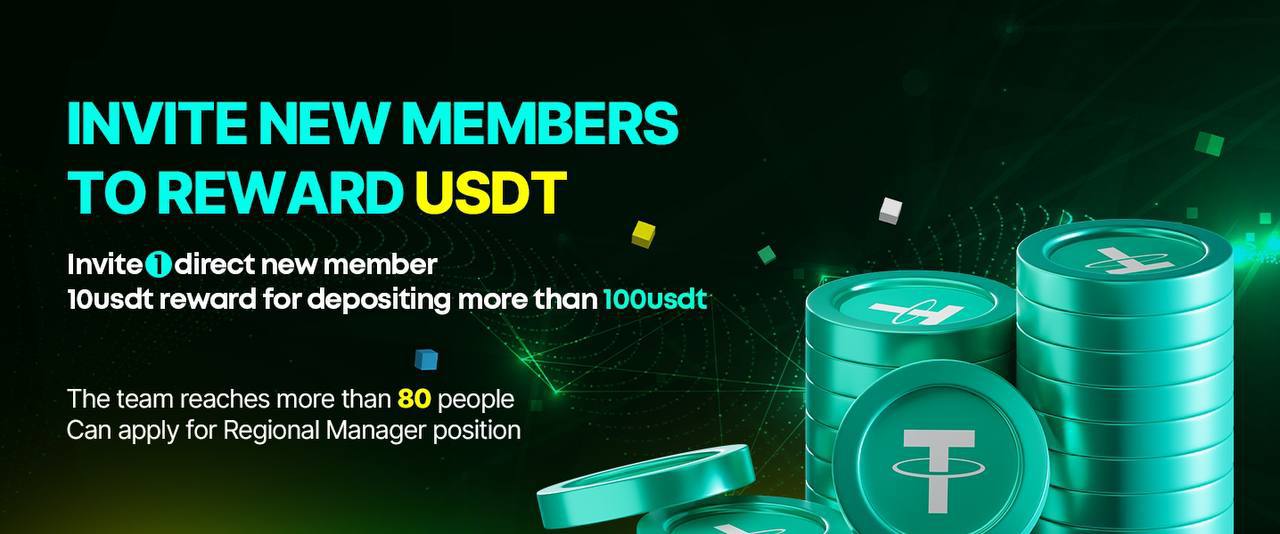 INVITE NEW MEMBERS
TO REWARD USDT
Invite 1 direct new member
10usdt reward for depositing more than 100usdt
The team reaches more than 80 people
Can apply for Regional Manager position